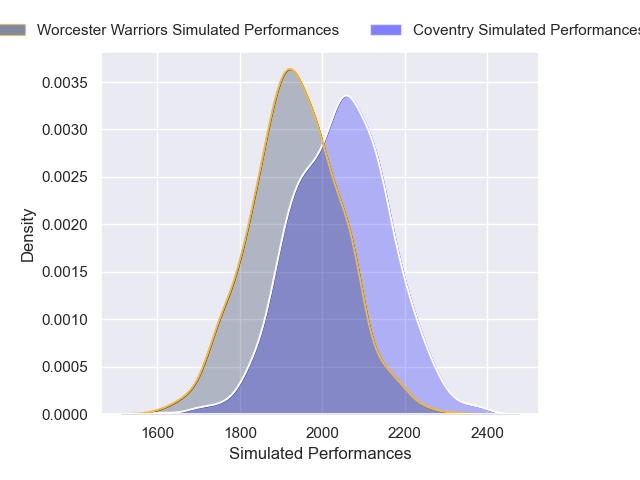 Worcester Warriors Simulated Performances
Coventry Simulated Performances
0.0035
0.0030
0.0025
0.0020
0.0015
0.0010
0.0005
0.0000
Density
1600 1800 2000 2200 2400
Simulated Performances